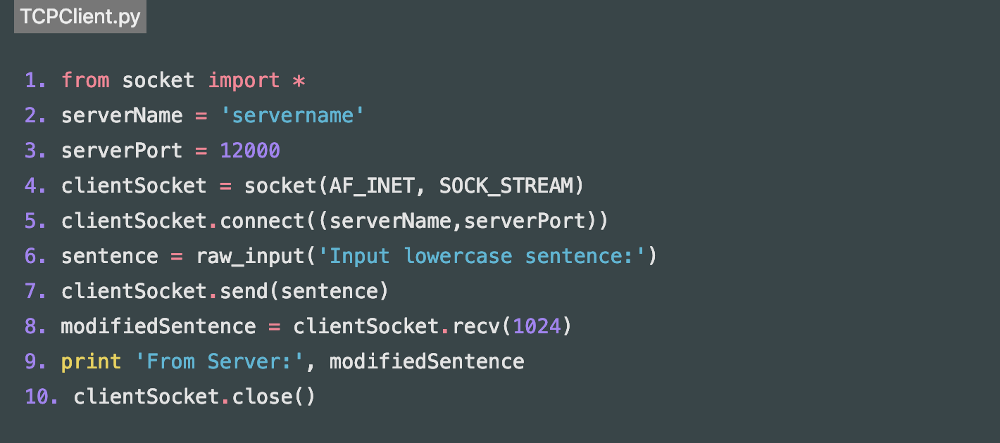 TCPClient.py
1. from socket import *
2. serverName = 'servername'
3. serverPort = 12000
4. clientSocket = socket(AF_INET, SOCK_STREAM)
5. clientSocket.connect((serverName,serverPort))
6. sentence = raw_input('Input lowercase sentence:')
7. clientSocket.send(sentence)
8. modifiedSentence = clientSocket.recv(1024)
9. print 'From Server:', modifiedSentence
10. clientSocket.close()